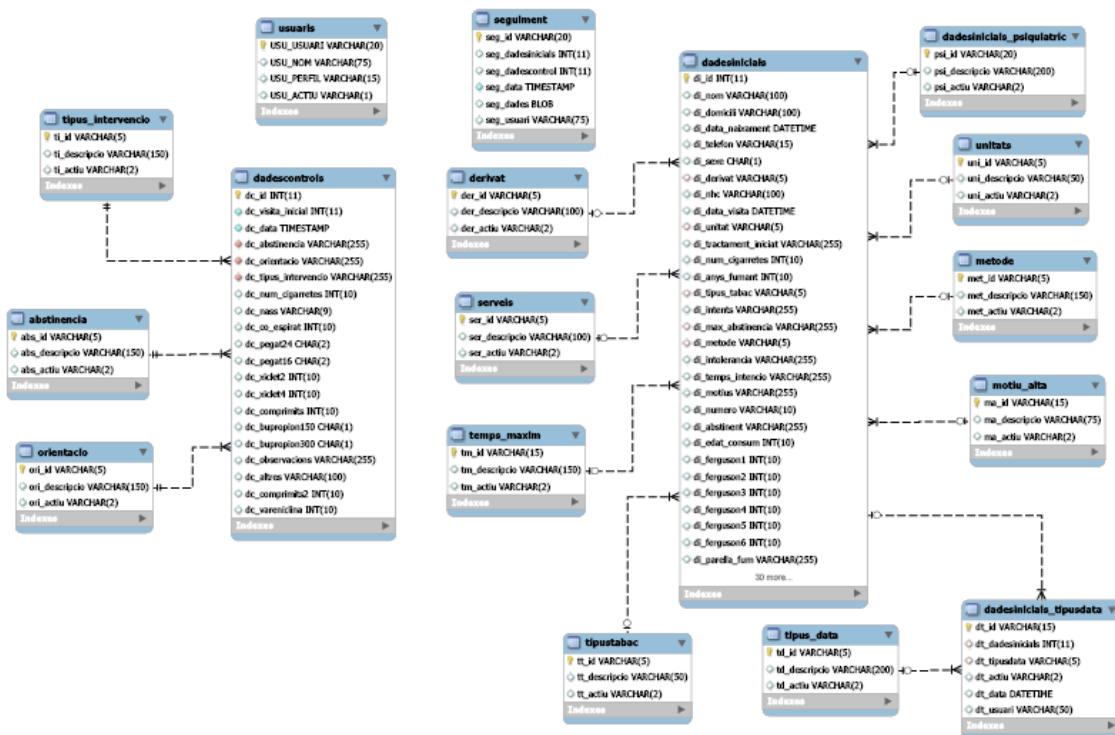 usuaris
USU_USUARI VARCHAR(20)
USU_NOM VARCHAR(75)
USU_PERFIL VARCHAR(15)
USU_ACTIU VARCHAR(1)
Indexes
seguiment
seg_id VARCHAR(20)
seg_dadesinicials INT(11)
seg_dadescontrol INT(11)
seg_data TIMESTAMP
seg_dades BLOB
seg_usuari VARCHAR(75)
Indexes
tipus_intervencio
ti_id VARCHAR(5)
ti_descripcio VARCHAR(150)
ti_actiu VARCHAR(2)
Indexes
dadescontrols
dc_id INT(11)
dc_visita_inicial INT(11)
dc_data TIMESTAMP
dc_abstinencia VARCHAR(255)
dc_orientacio VARCHAR(255)
dc_tipus_intervencio VARCHAR(255)
dc_num_cigarretes INT(10)
dc_nass VARCHAR(9)
dc_co_espirat INT(10)
dc_pegat24 CHAR(2)
dc_pegat16 CHAR(2)
dc_xiclet2 INT(10)
dc_xiclet4 INT(10)
dc_comprimits INT(10)
dc_bupropion150 CHAR(1)
dc_bupropion300 CHAR(1)
dc_observacions VARCHAR(255)
dc_altres VARCHAR(100)
dc_comprimits2 INT(10)
dc_vareniclina INT(10)
Indexes
abstinencia
abs_id VARCHAR(5)
abs_descripcio VARCHAR(150)
abs_actiu VARCHAR(2)
Indexes
orientacio
ori_id VARCHAR(5)
ori_descripcio VARCHAR(150)
ori_actiu VARCHAR(2)
Indexes
derivat
der_id VARCHAR(5)
der_descripcio VARCHAR(100)
der_actiu VARCHAR(2)
Indexes
serveis
ser_id VARCHAR(5)
ser_descripcio VARCHAR(100)
ser_actiu VARCHAR(2)
Indexes
temps_maxim
tm_id VARCHAR(15)
tm_descripcio VARCHAR(150)
tm_actiu VARCHAR(2)
Indexes
tipustabac
tt_id VARCHAR(5)
tt_descripcio VARCHAR(50)
tt_actiu VARCHAR(2)
Indexes
dadesinicials
di_id INT(11)
di_nom VARCHAR(100)
di_domicili VARCHAR(100)
di_data_naixament DATETIME
di_telefon VARCHAR(15)
di_sexe CHAR(1)
di_derivat VARCHAR(5)
di_nhc VARCHAR(100)
di_data_visita DATETIME
di_unitat VARCHAR(5)
di_tractament_iniciat VARCHAR(255)
di_num_cigarretes INT(10)
di_anys_fumant INT(10)
di_tipus_tabac VARCHAR(5)
di_intents VARCHAR(255)
di_max_abstinencia VARCHAR(255)
di_metode VARCHAR(5)
di_intolerancia VARCHAR(255)
di_temps_intencio VARCHAR(255)
di_motius VARCHAR(255)
di_numero VARCHAR(10)
di_abstinent VARCHAR(255)
di_edat_consum INT(10)
di_ferguson1 INT(10)
di_ferguson2 INT(10)
di_ferguson3 INT(10)
di_ferguson4 INT(10)
di_ferguson5 INT(10)
di_ferguson6 INT(10)
di_parella_fum VARCHAR(255)
30 more...
Indexes
dadesinicials_psiquiatric
psi_id VARCHAR(20)
psi_descripcio VARCHAR(200)
psi_actiu VARCHAR(2)
Indexes
unitats
uni_id VARCHAR(5)
uni_descripcio VARCHAR(50)
uni_actiu VARCHAR(2)
Indexes
metode
met_id VARCHAR(5)
met_descripcio VARCHAR(150)
met_actiu VARCHAR(2)
Indexes
motiu_alta
ma_id VARCHAR(15)
ma_descripcio VARCHAR(75)
ma_actiu VARCHAR(2)
Indexes
tipus_data
td_id VARCHAR(5)
td_descripcio VARCHAR(200)
td_actiu VARCHAR(2)
Indexes
dadesinicials_tipusdata
dt_id VARCHAR(15)
dt_dadesinicials INT(11)
dt_tipusdata VARCHAR(5)
dt_actiu VARCHAR(2)
dt_data DATETIME
dt_usuari VARCHAR(50)
Indexes